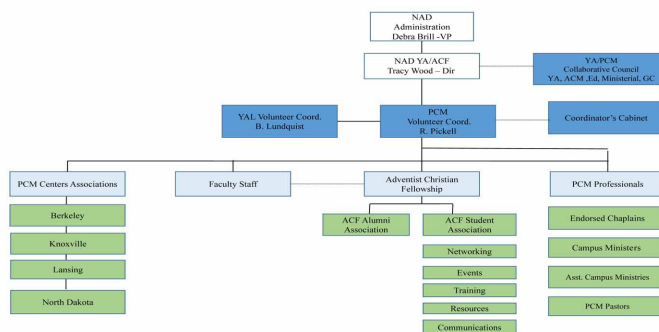 NAD
Administration
Debra Brill -VP
NAD YA/ACF
Tracy Wood – Dir
YA/PCM
Collaborative Council
YA, ACM ,Ed, Ministerial, GC
YAL Volunteer Coord.
B. Lundquist
PCM
Volunteer Coord.
R. Pickell
Coordinator's Cabinet
PCM Centers Associations
Faculty Staff
Adventist Christian
Fellowship
PCM Professionals
Berkeley
Knoxville
Lansing
North Dakota
ACF Alumni
Association
ACF Student
Association
Networking
Events
Training
Resources
Communications
Endorsed Chaplains
Campus Ministers
Asst. Campus Ministries
PCM Pastors